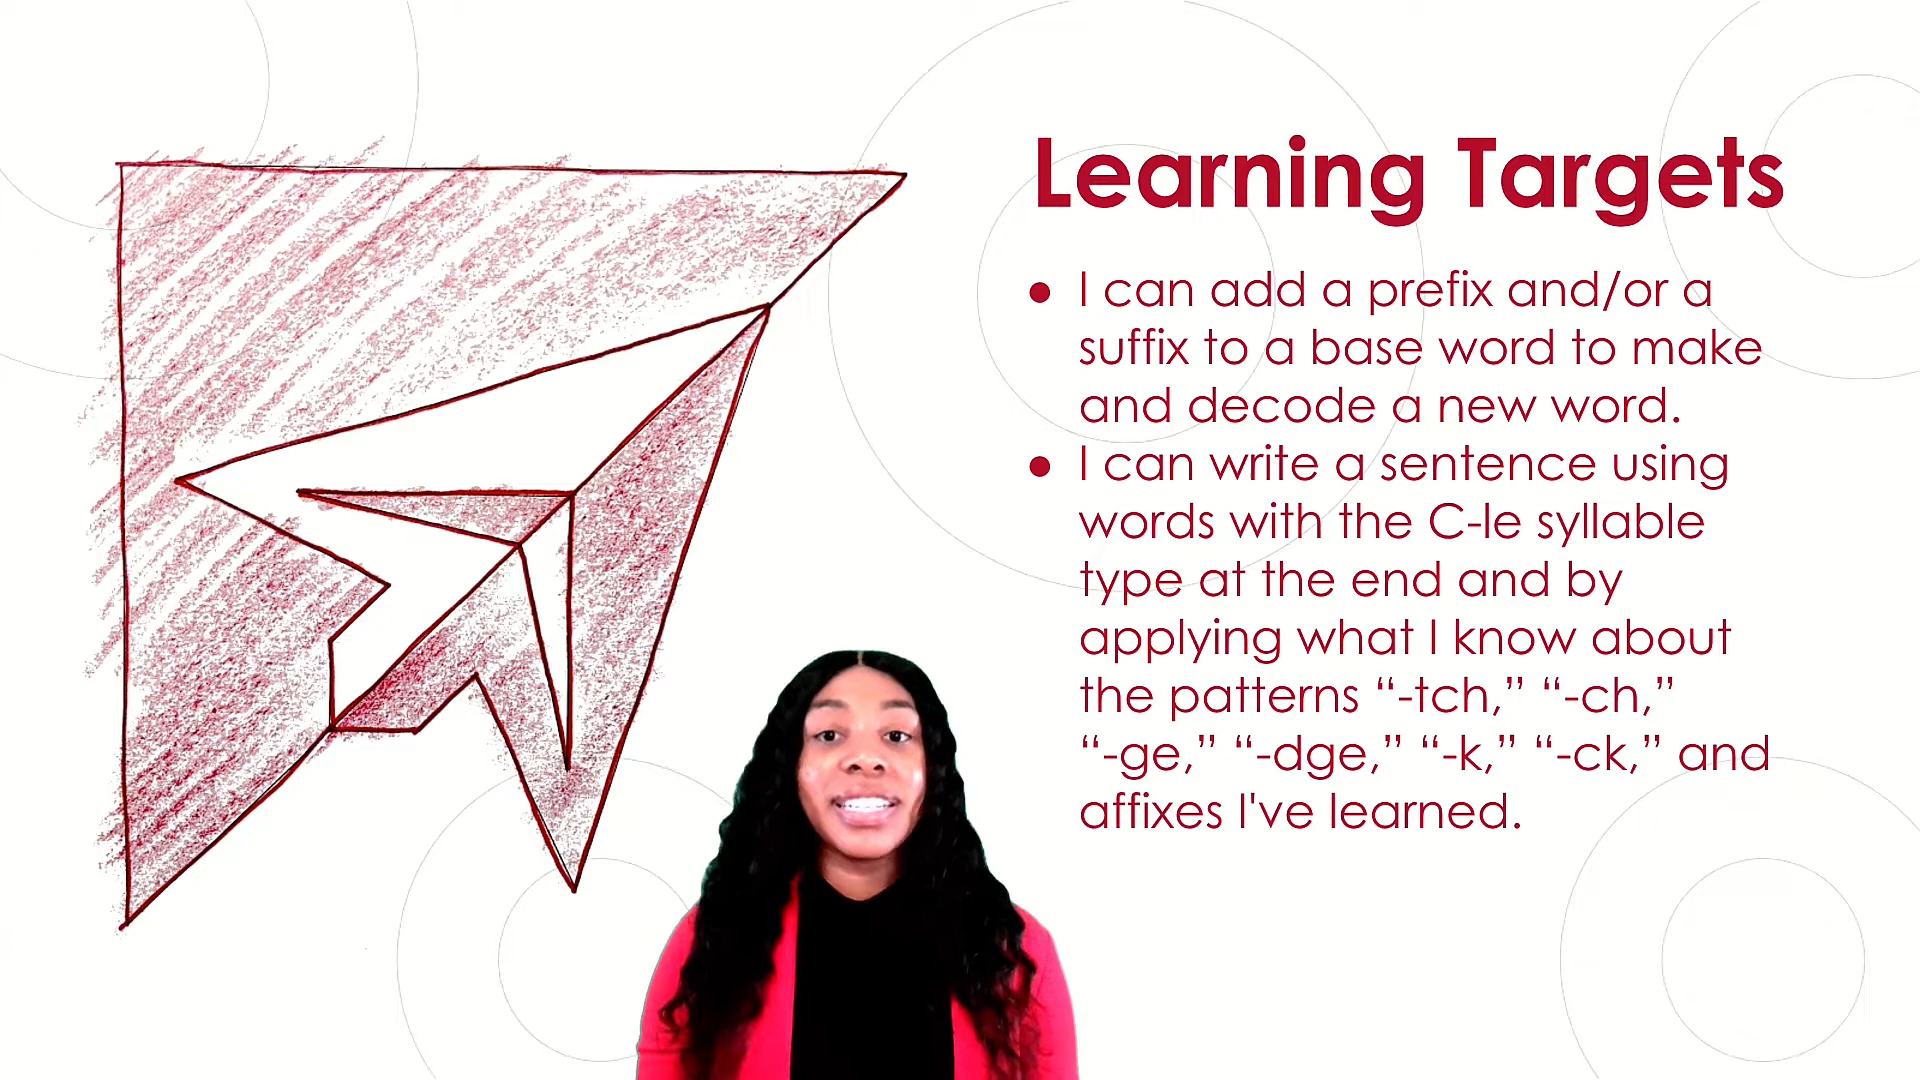 Learning Targets
● I can add a prefix and/or a
suffix to a base word to make
and decode a new word.
● I can write a sentence using
words with the C-le syllable
type at the end and by
applying what I know about
the patterns “-tch,” “-ch,”
“-ge,” “-dge,” “-k,” “-ck,” and
affixes I've learned.